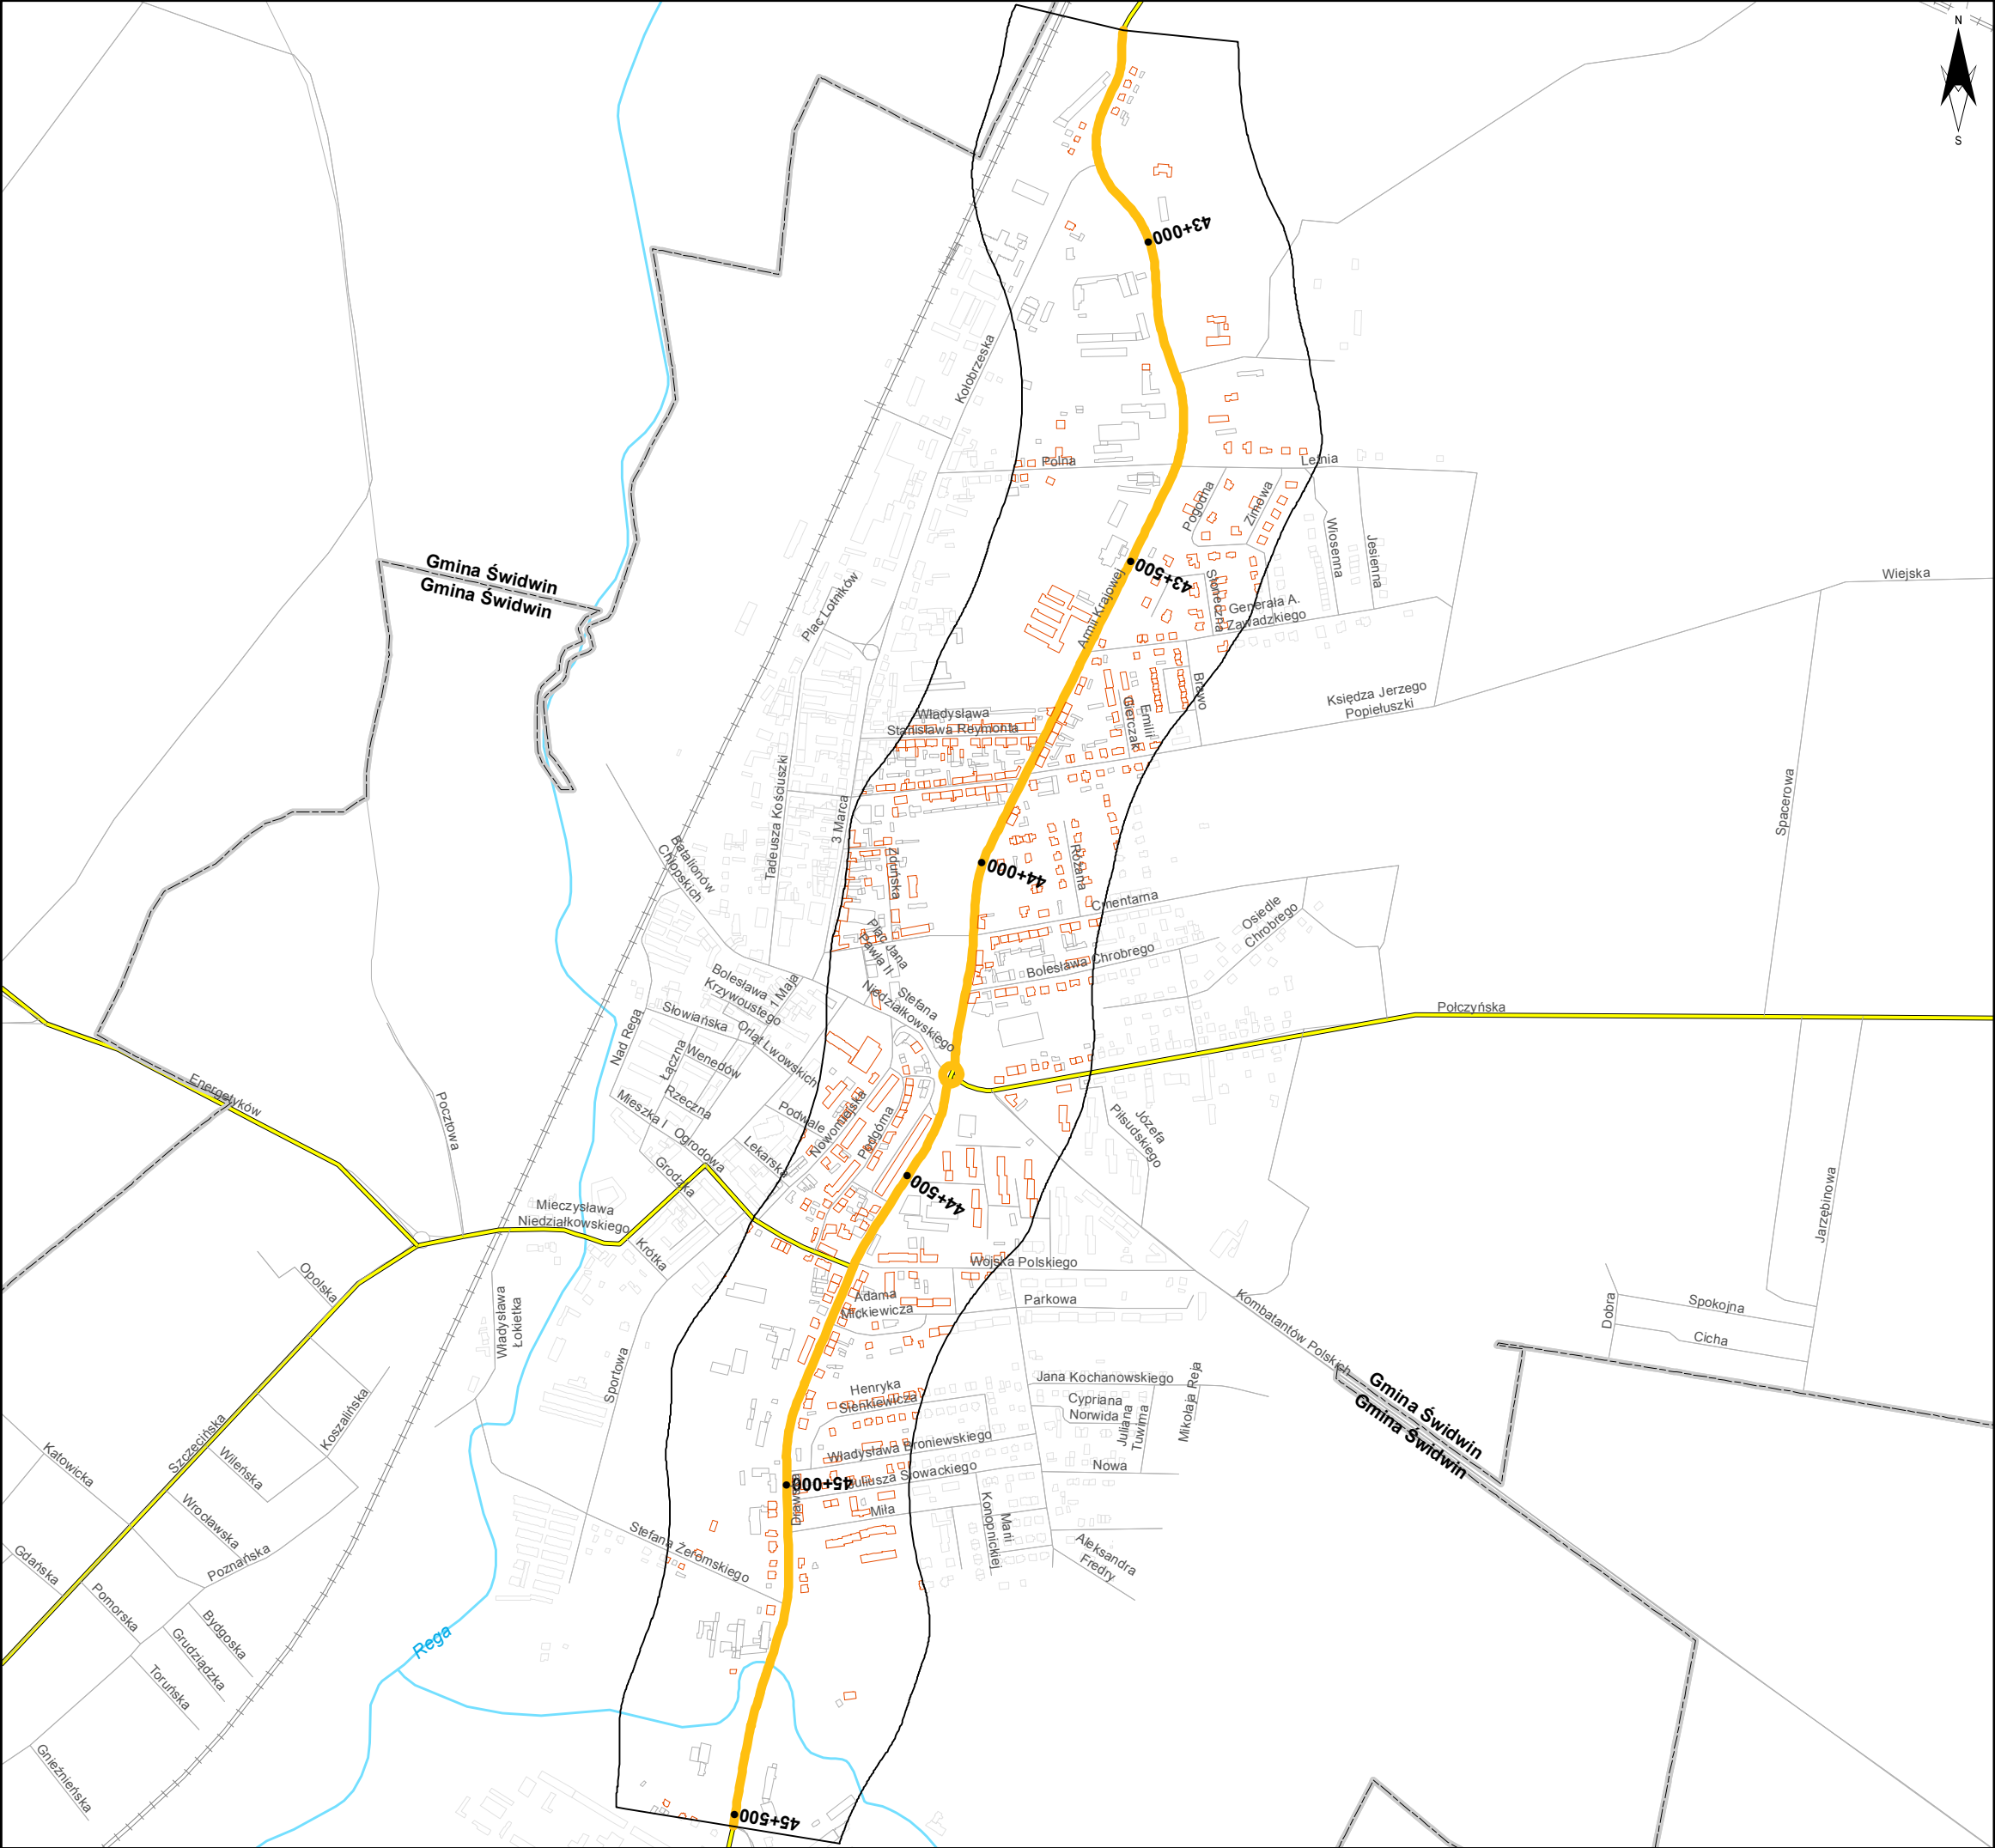 N
S
43+000
Kołobrzeska
Polna
Letnia
Pogodna
Zimowa
Wiosenna
Jesienna
43+500
Gmina Świdwin
Gmina Świdwin
Wiejska
Plac Lotników
Armii Krajowej
Słoneczna
Generała A.
Zawadzkiego
Brawo
Księdza Jerzego
Popiełuszki
Emilii
Gierczak
Władysława
Stanisława Reymonta
Tadeusza Kościuszki
3 Marca
Spacerowa
Batalionów
Chłopskich
Zduńska
44+000
Różana
Cmentarna
Osiedle
Chrobrego
Plac Jana
Pawła II
Bolesława Chrobrego
Bolesława
Krzywoustego
1 Maja
Stefana
Niedziałkowskiego
Połczyńska
Słowiańska
Orląt Lwowskich
Nad Regą
Łączna
Wenedów
Energetyków
Pocztowa
Rzeczna
Mieszka I
Podwale
Nowomiejska
Podgórna
Józefa
Piłsudskiego
Ogrodowa
Lekarska
Grodzka
44+500
Mieczysława
Niedziałkowskiego
Krótka
Wojska Polskiego
Jarzębinowa
Opolska
Władysława
Łokietka
Adama
Mickiewicza
Parkowa
Kombatantów Polskich
Dobra
Spokojna
Cicha
Sportowa
Henryka
Sienkiewicza
Jana Kochanowskiego
Cypriana
Norwida
Juliana
Tuwima
Mikołaja Reja
Gmina Świdwin
Gmina Świdwin
Koszalińska
Szczecińska
Wileńska
Katowicka
Władysława Broniewskiego
Nowa
45+000
Juliusza Słowackiego
Drawska
Miła
Marii
Konopnickiej
Wrocławska
Stefana Żeromskiego
Aleksandra
Fredry
Poznańska
Gdańska
Pomorska
Bydgoska
Grudziądzka
Toruńska
Rega
Gnieźnieńska
45+500